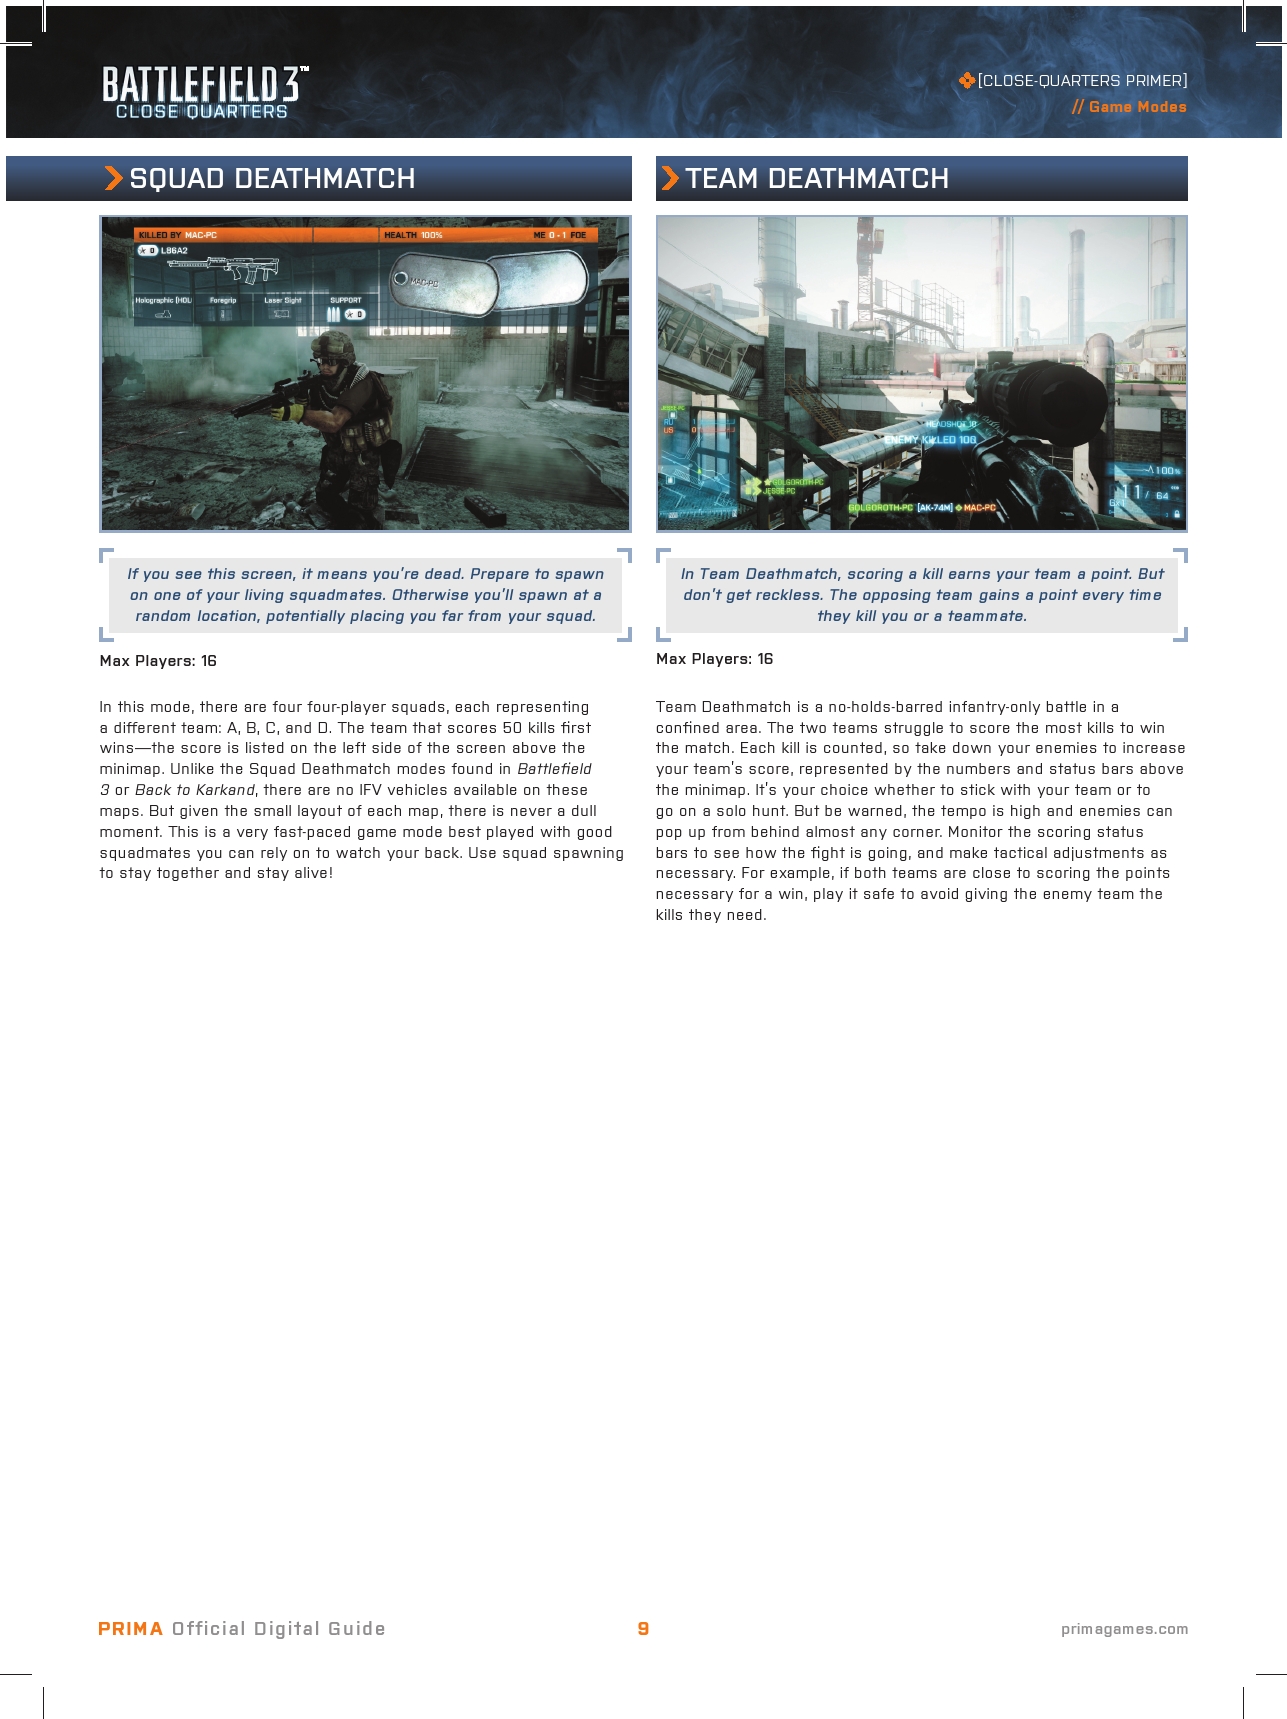 BATTLEFIELD 3™
CLOSE QUARTERS
[CLOSE-QUARTERS PRIMER]
// Game Modes
SQUAD DEATHMATCH
KILLED BY MAC-PC HEALTH 100% ME 0 - 1 FOE
0 L86A2
MAC-PC
Holographic (HOL Foregrip Laser Sight SUPPORT
0
If you see this screen, it means you're dead. Prepare to spawn
on one of your living squadmates. Otherwise you'll spawn at a
random location, potentially placing you far from your squad.
Max Players: 16
In this mode, there are four four-player squads, each representing
a different team: A, B, C, and D. The team that scores 50 kills first
wins—the score is listed on the left side of the screen above the
minimap. Unlike the Squad Deathmatch modes found in Battlefield
3 or Back to Karkand, there are no IFV vehicles available on these
maps. But given the small layout of each map, there is never a dull
moment. This is a very fast-paced game mode best played with good
squadmates you can rely on to watch your back. Use squad spawning
to stay together and stay alive!
TEAM DEATHMATCH
JESSE-PC
RU 1
US 0
HEADSHOT 10
ENEMY KILLED 100
GOLGOROTH-PC
JESSE-PC
GOLGOROTH-PC [AK-74M] MAC-PC
100%
11 / 64
In Team Deathmatch, scoring a kill earns your team a point. But
don't get reckless. The opposing team gains a point every time
they kill you or a teammate.
Max Players: 16
Team Deathmatch is a no-holds-barred infantry-only battle in a
confined area. The two teams struggle to score the most kills to win
the match. Each kill is counted, so take down your enemies to increase
your team's score, represented by the numbers and status bars above
the minimap. It's your choice whether to stick with your team or to
go on a solo hunt. But be warned, the tempo is high and enemies can
pop up from behind almost any corner. Monitor the scoring status
bars to see how the fight is going, and make tactical adjustments as
necessary. For example, if both teams are close to scoring the points
necessary for a win, play it safe to avoid giving the enemy team the
kills they need.
PRIMA Official Digital Guide
9
primagames.com